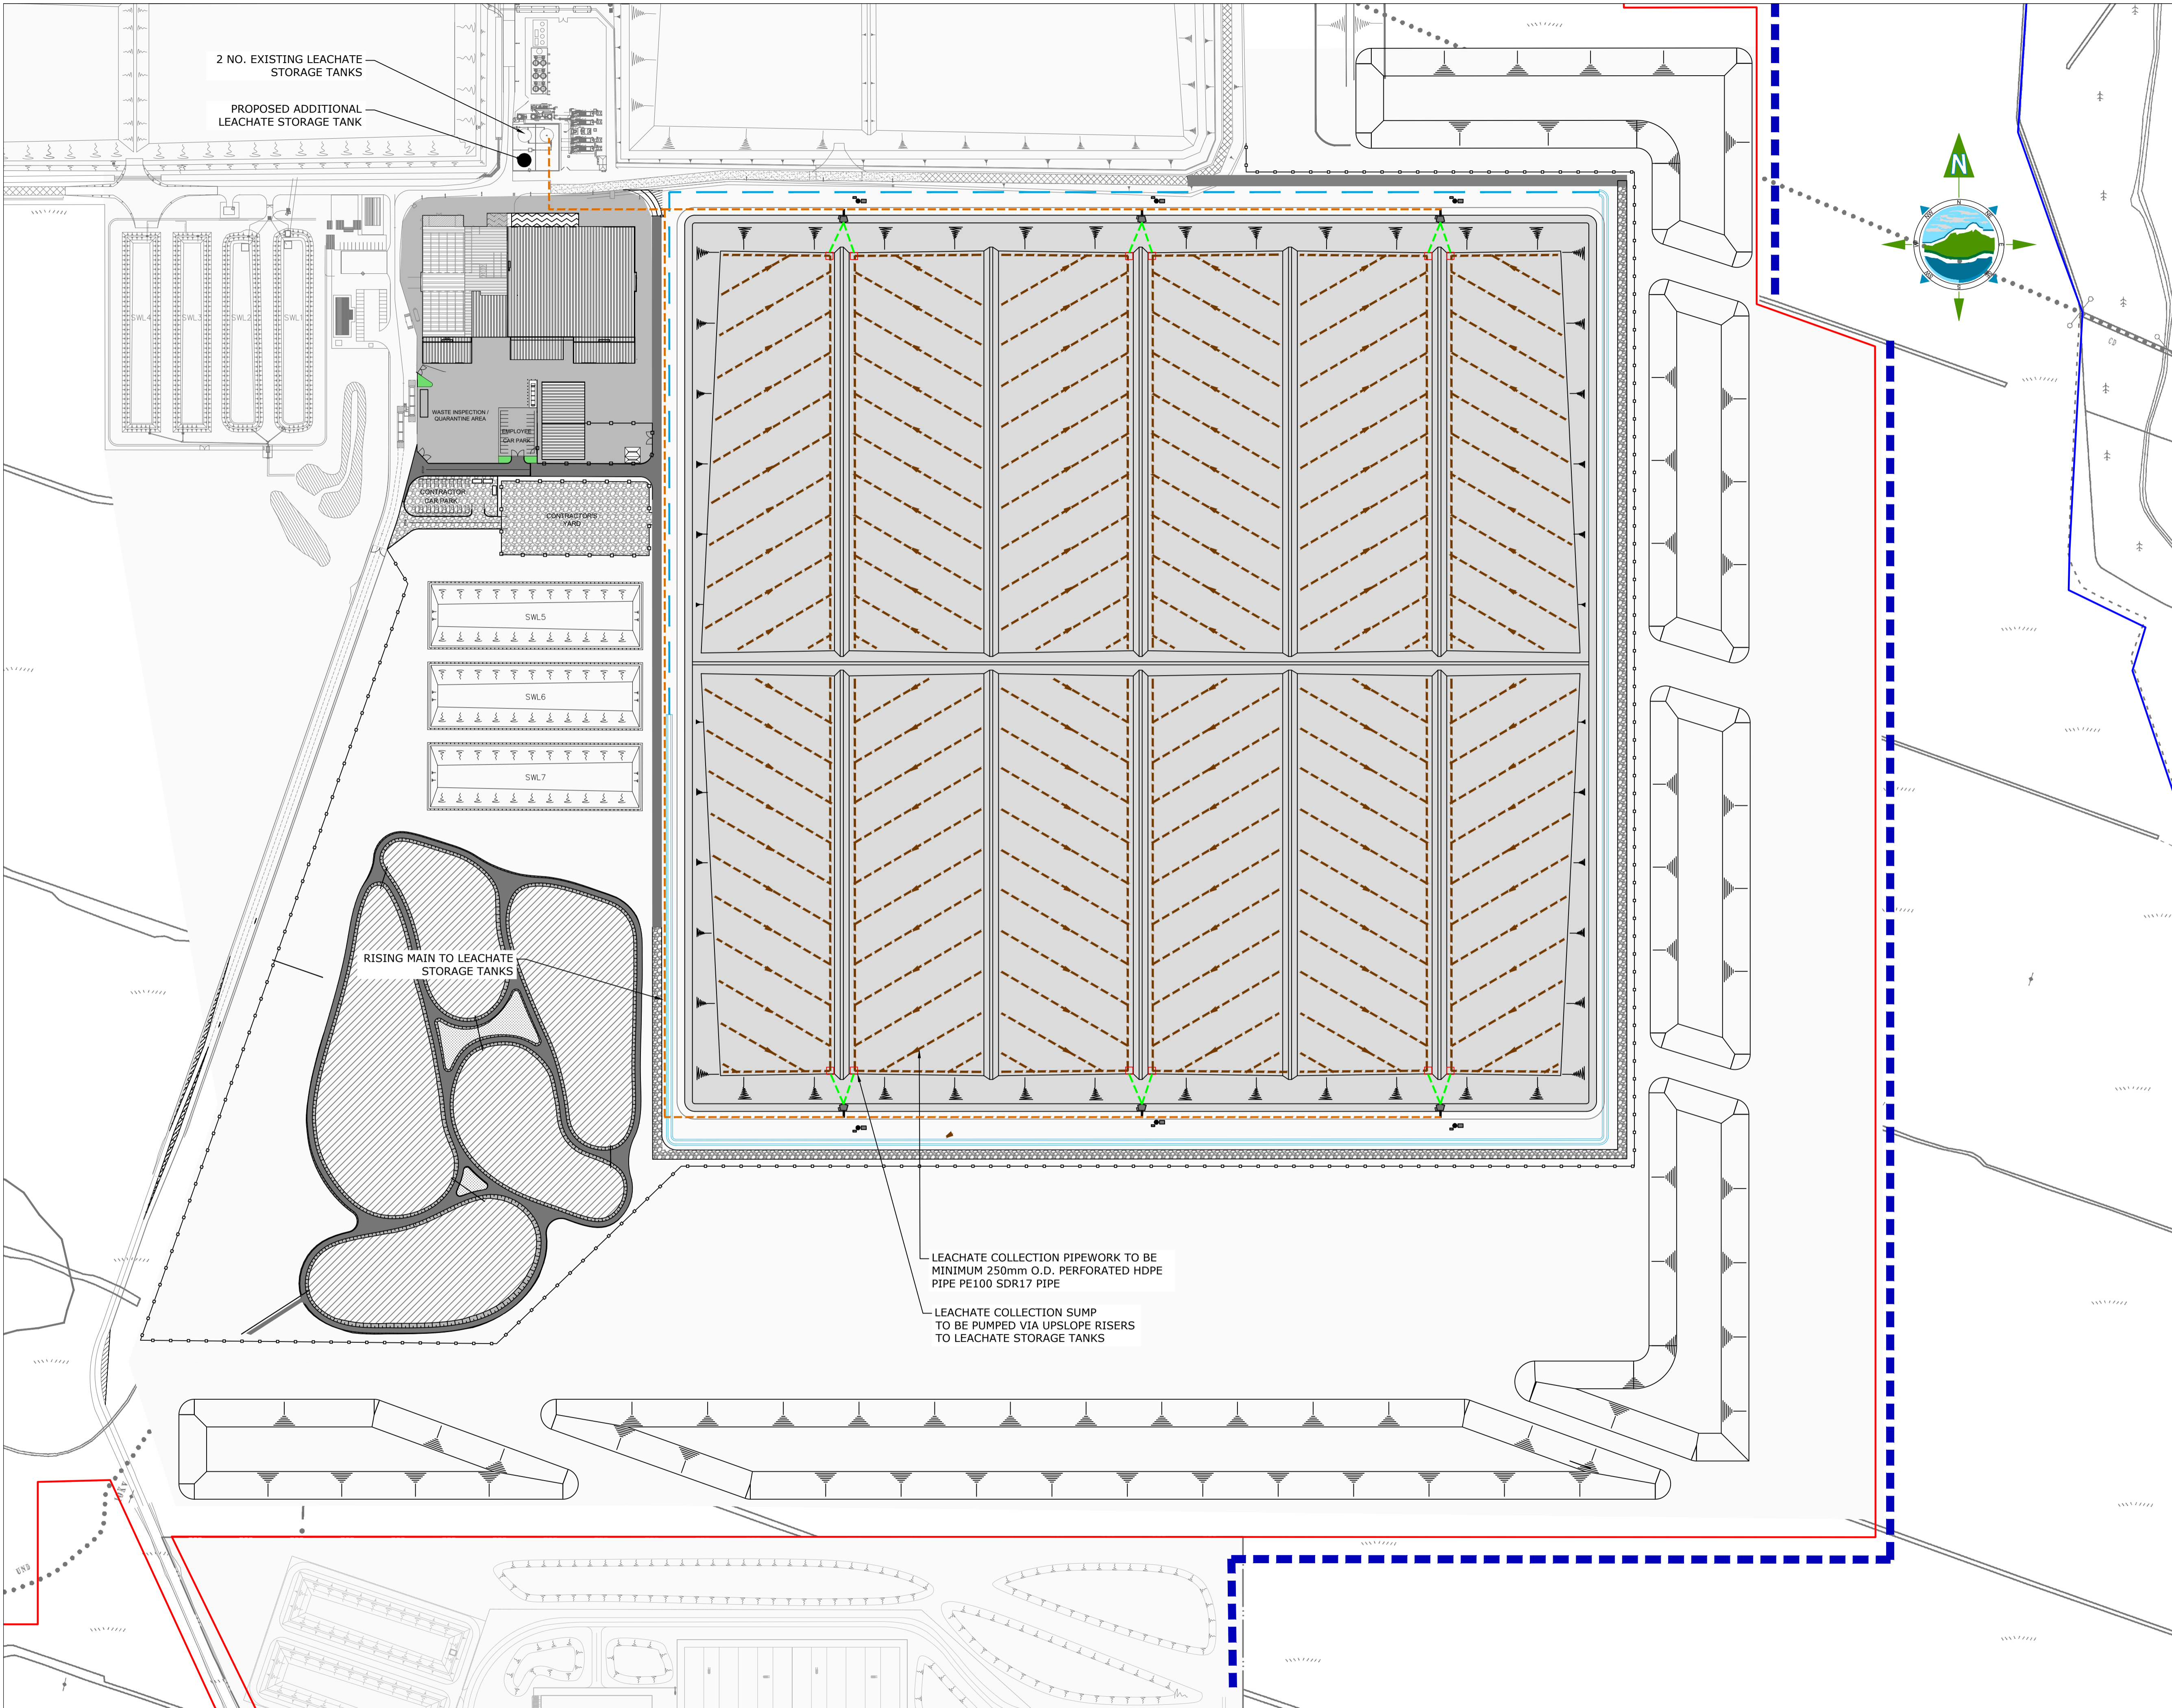 2 NO. EXISTING LEACHATE
STORAGE TANKS
PROPOSED ADDITIONAL
LEACHATE STORAGE TANK
N
N
NW
NE
E
S
SWL4
SWL3
SWL2
SWL1
WASTE INSPECTION /
QUARANTINE AREA
EMPLOYEE
CAR PARK
CONTRACTOR
CAR PARK
CONTRACTOR'S
YARD
SWL5
SWL6
SWL7
RISING MAIN TO LEACHATE
STORAGE TANKS
LEACHATE COLLECTION PIPEWORK TO BE
MINIMUM 250mm O.D. PERFORATED HDPE
PIPE PE100 SDR17 PIPE
LEACHATE COLLECTION SUMP
TO BE PUMPED VIA UPSLOPE RISERS
TO LEACHATE STORAGE TANKS